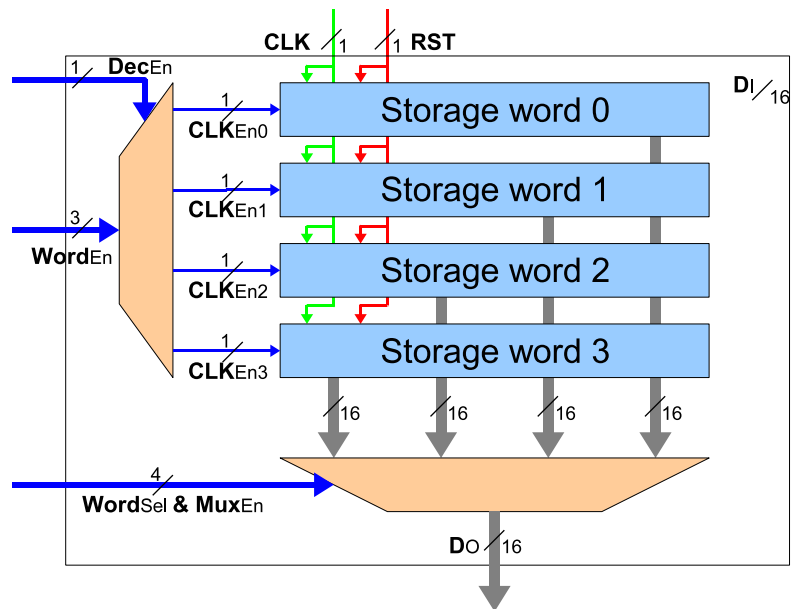 CLK 1 1 RST
1 DecEn
DI 16
1 CLKEn0 Storage word 0
1 CLKEn1 Storage word 1
3 WordEn
1 CLKEn2 Storage word 2
1 CLKEn3 Storage word 3
16 16 16 16
4
WordSel & MuxEn
DO 16